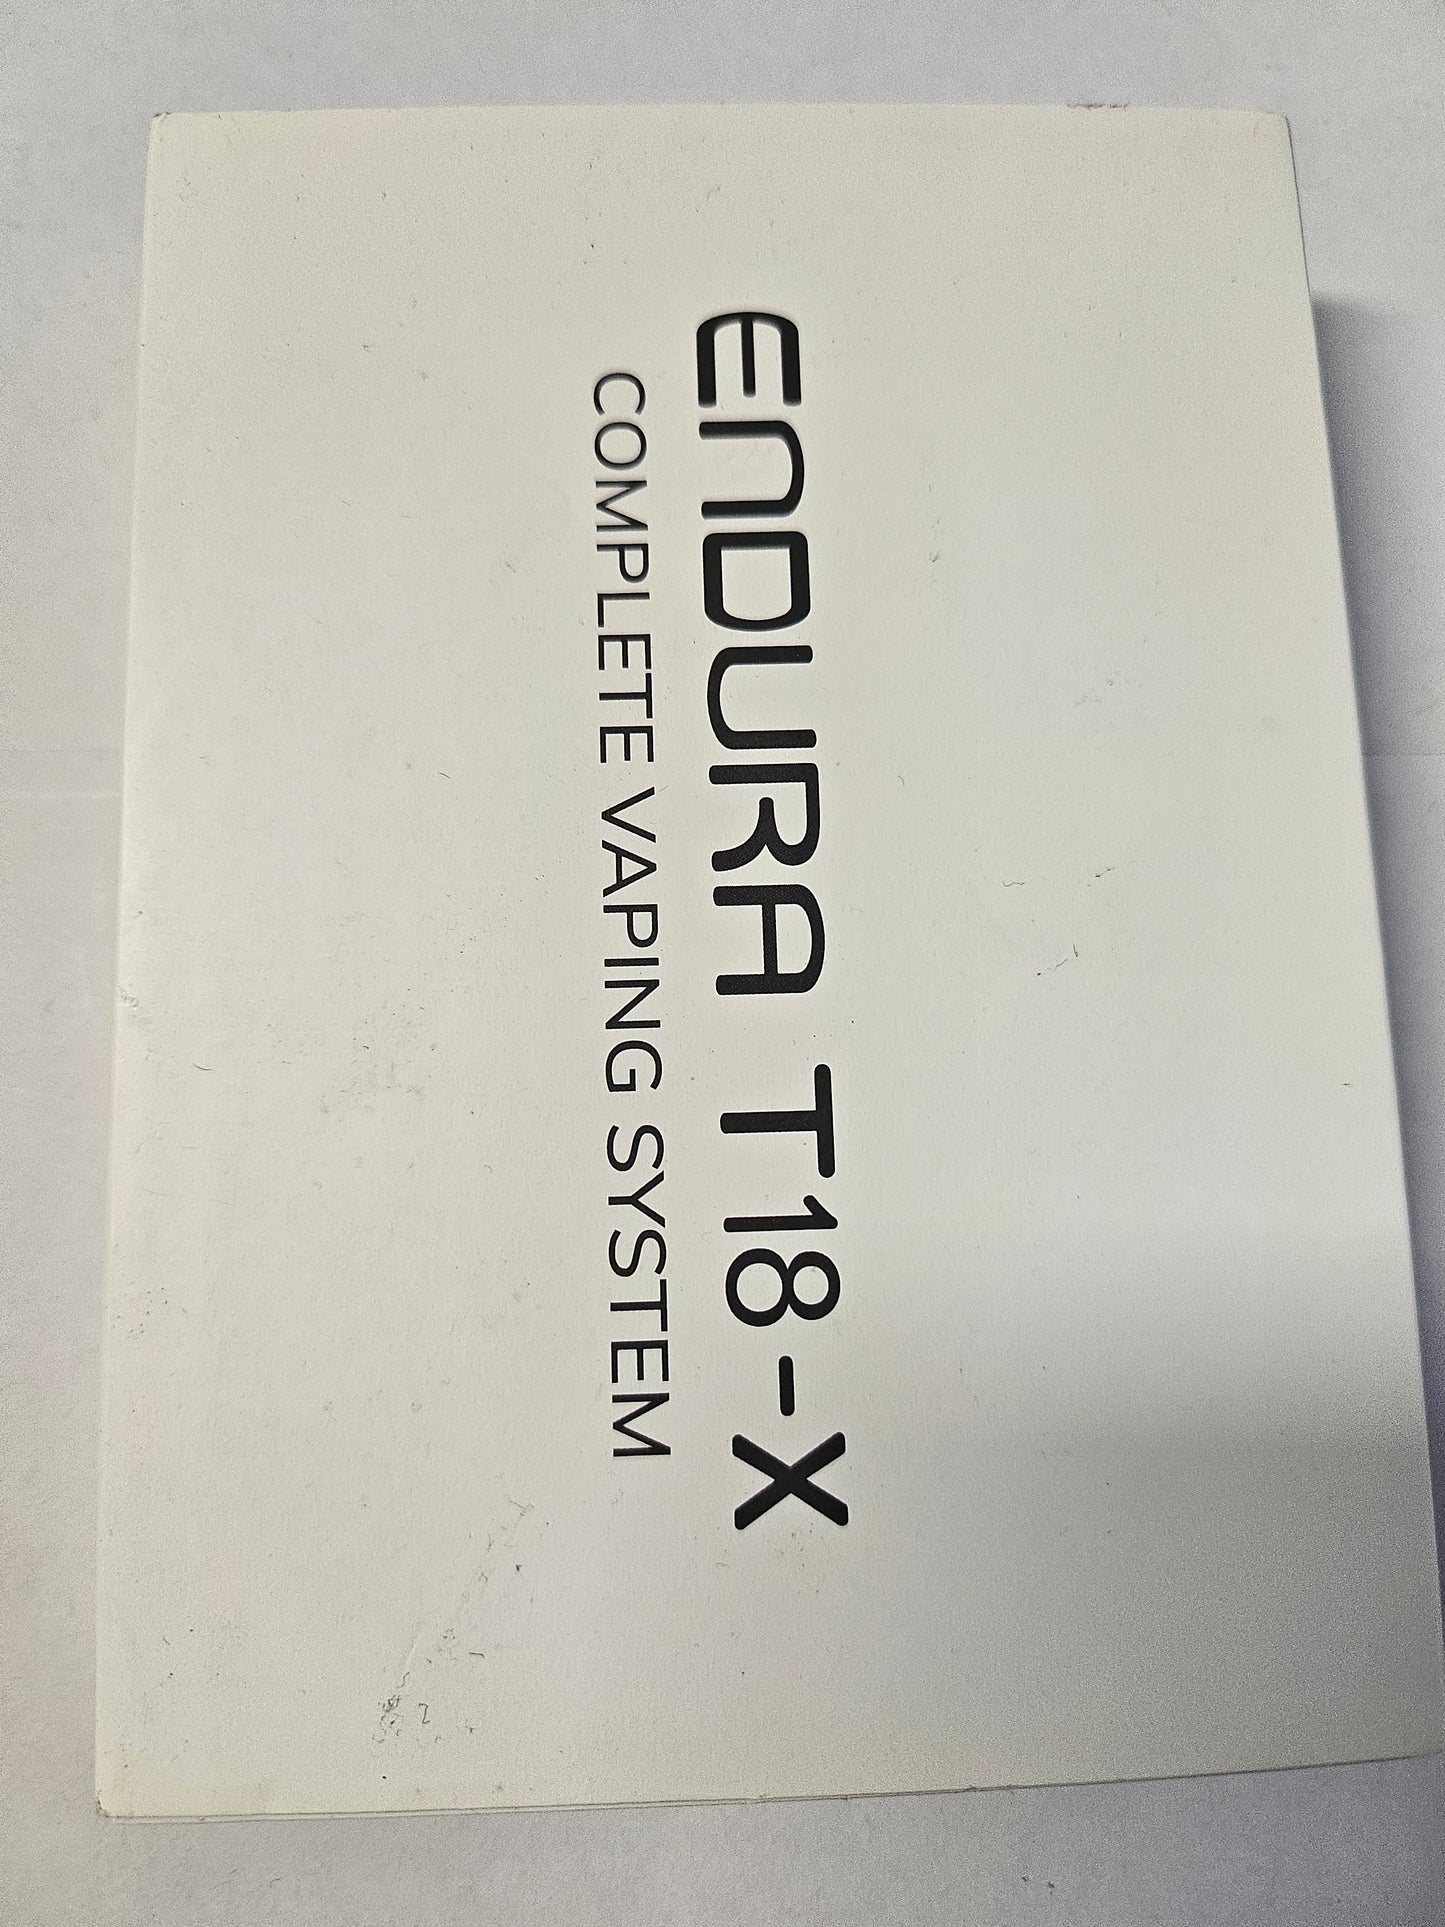 ENDURA T18-X
COMPLETE VAPING SYSTEM